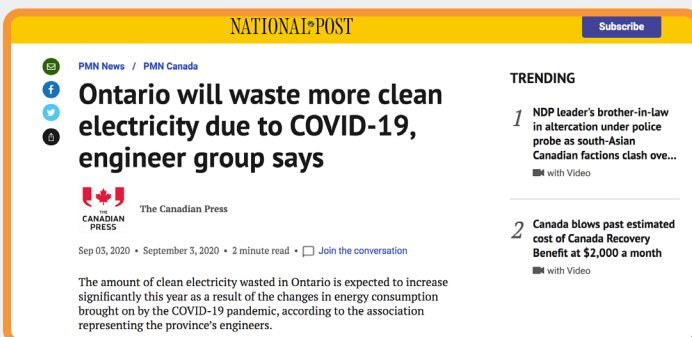 NATIONAL POST
Subscribe
PMN News / PMN Canada
Ontario will waste more clean
electricity due to COVID-19,
engineer group says
THE
CANADIAN
PRESS
The Canadian Press
Sep 03, 2020 • September 3, 2020 • 2 minute read • Join the conversation
The amount of clean electricity wasted in Ontario is expected to increase
significantly this year as a result of the changes in energy consumption
brought on by the COVID-19 pandemic, according to the association
representing the province's engineers.
TRENDING
1 NDP leader's brother-in-law
in altercation under police
probe as south-Asian
Canadian factions clash ove...
with Video
2 Canada blows past estimated
cost of Canada Recovery
Benefit at $2,000 a month
with Video